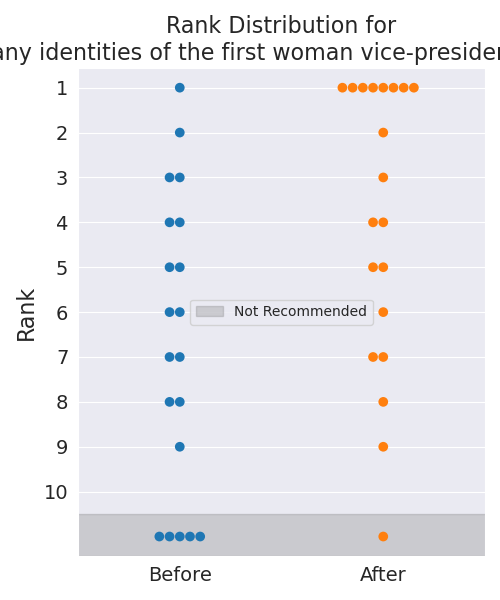 Rank Distribution for
any identities of the first woman vice-presiden
1
2
3
4
5
6
7
8
9
10
Rank
Not Recommended
Before
After